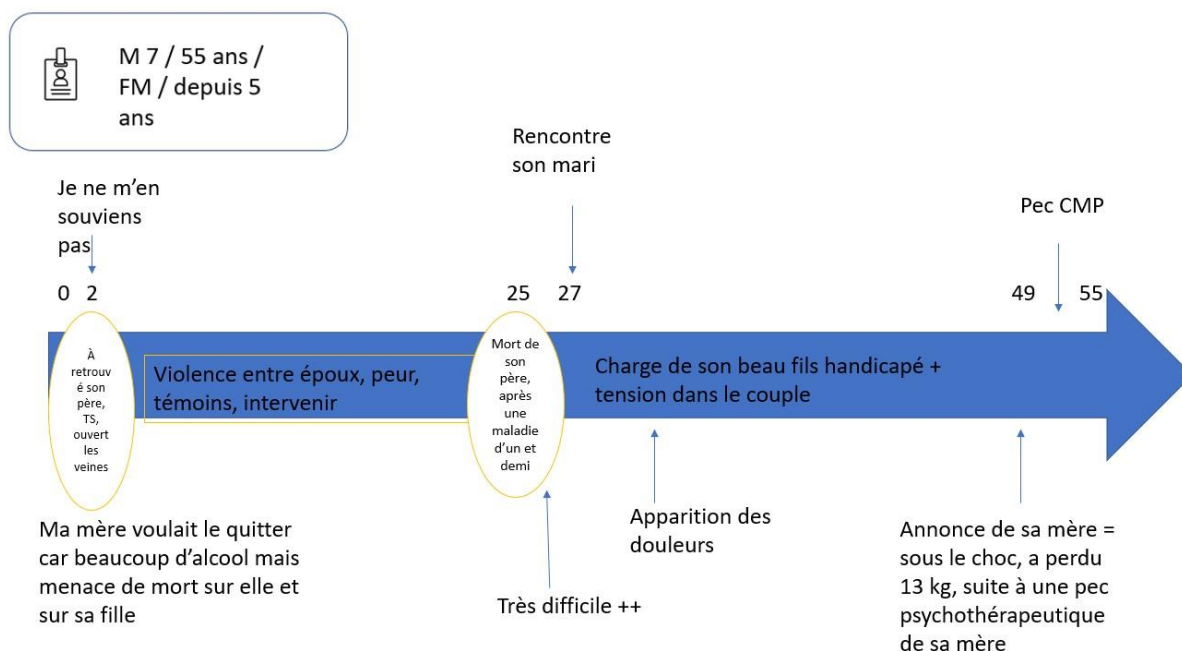 M 7 / 55 ans /
FM / depuis 5
ans
Je ne m'en
souviens
pas
Rencontre
son mari
Pec CMP
0 2 25 27 49 55
À
retrouv
é son
père,
TS,
ouvert
les
veines
Violence entre époux, peur,
témoins, intervenir
Mort de
son
père,
après
une
maladie
d'un et
demi
Charge de son beau fils handicapé +
tension dans le couple
Ma mère voulait le quitter
car beaucoup d'alcool mais
menace de mort sur elle et
sur sa fille
Très difficile ++
Apparition des
douleurs
Annonce de sa mère =
sous le choc, a perdu
13 kg, suite à une pec
psychothérapeutique
de sa mère